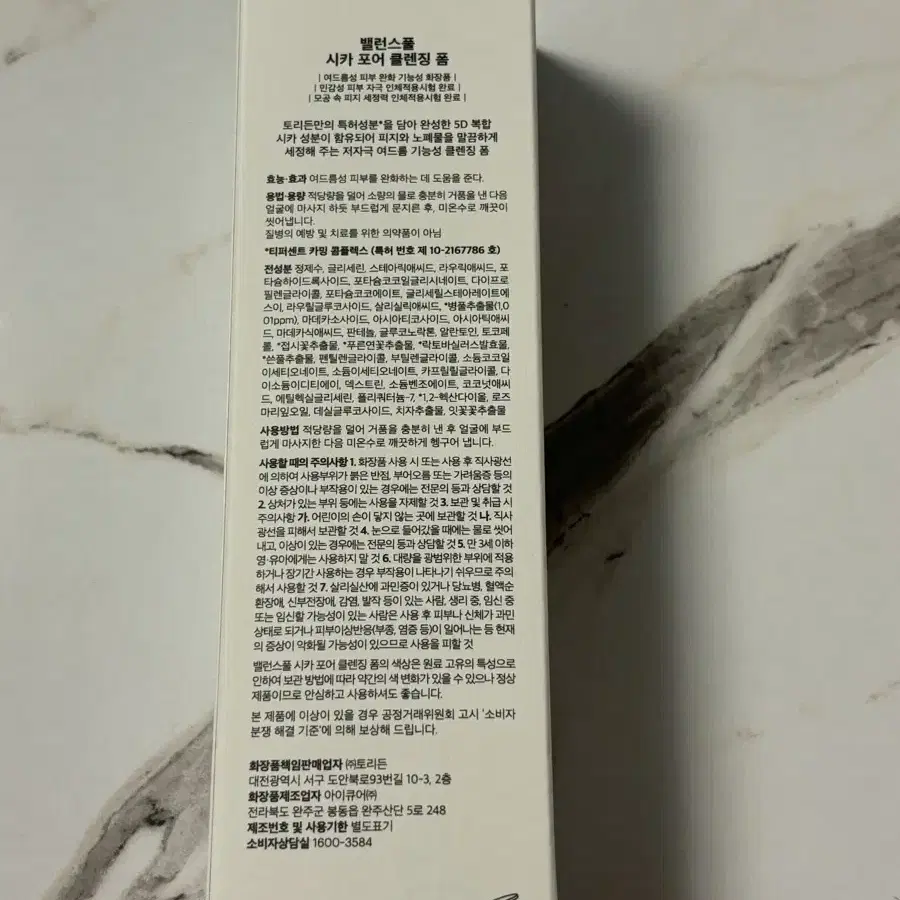 밸런스풀
시카 포어 클렌징 폼
| 여드름성 피부 완화 기능성 화장품 |
| 민감성 피부 자극 인체적용시험 완료 |
| 모공 속 피지 세정력 인체적용시험 완료 |
토리든만의 특허성분*을 담아 완성한 5D 복합
시카 성분이 함유되어 피지와 노폐물을 말끔하게
세정해 주는 저자극 여드름 기능성 클렌징 폼
효능·효과 여드름성 피부를 완화하는 데 도움을 준다.
용법·용량 적당량을 덜어 소량의 물로 충분히 거품을 낸 다음
얼굴에 마사지 하듯 부드럽게 문지른 후, 미온수로 깨끗이
씻어냅니다.
질병의 예방 및 치료를 위한 의약품이 아님
*티퍼센트 카밍 콤플렉스 (특허 번호 제 10-2167786 호)
전성분 정제수, 글리세린, 스테아릭애씨드, 라우릭애씨드, 포
타슘하이드록사이드, 포타슘코코일글리시네이트, 다이프로
필렌글라이콜, 포타슘코코에이트, 글리세릴스테아레이트에
스이, 라우릴글루코사이드, 살리실릭애씨드, *병풀추출물(1,0
01ppm), 마데카소사이드, 아시아티코사이드, 아시아틱애씨
드, 마데카식애씨드, 판테놀, 글루코노락톤, 알란토인, 토코페
롤, *접시꽃추출물, *푸른연꽃추출물, *락토바실러스발효물,
*쓴풀추출물, 펜틸렌글라이콜, 부틸렌글라이콜, 소듐코코일
이세티오네이트, 소듐이세티오네이트, 카프릴릴글라이콜, 다
이소듐이디티에이, 덱스트린, 소듐벤조에이트, 코코넛애씨
드, 에틸헥실글리세린, 폴리쿼터늄-7, *1,2-헥산다이올, 로즈
마리잎오일, 데실글루코사이드, 치자추출물, 잇꽃꽃추출물
사용방법 적당량을 덜어 거품을 충분히 낸 후 얼굴에 부드
럽게 마사지한 다음 미온수로 깨끗하게 헹구어 냅니다.
사용할 때의 주의사항 1. 화장품 사용 시 또는 사용 후 직사광선
에 의하여 사용부위가 붉은 반점, 부어오름 또는 가려움증 등의
이상 증상이나 부작용이 있는 경우에는 전문의 등과 상담할 것
2. 상처가 있는 부위 등에는 사용을 자제할 것 3. 보관 및 취급 시
주의사항 가. 어린이의 손이 닿지 않는 곳에 보관할 것 나. 직사
광선을 피해서 보관할 것 4. 눈으로 들어갔을 때에는 물로 씻어
내고, 이상이 있는 경우에는 전문의 등과 상담할 것 5. 만 3세 이하
영·유아에게는 사용하지 말 것 6. 대량을 광범위한 부위에 적용
하거나 장기간 사용하는 경우 부작용이 나타나기 쉬우므로 주의
해서 사용할 것 7. 살리실산에 과민증이 있거나 당뇨병, 혈액순
환장애, 신부전장애, 감염, 발작 등이 있는 사람, 생리 중, 임신 중
또는 임신할 가능성이 있는 사람은 사용 후 피부나 신체가 과민
상태로 되거나 피부이상반응(부종, 염증 등)이 일어나는 등 현재
의 증상이 악화될 가능성이 있으므로 사용을 피할 것
밸런스풀 시카 포어 클렌징 폼의 색상은 원료 고유의 특성으로
인하여 보관 방법에 따라 약간의 색 변화가 있을 수 있으나 정상
제품이므로 안심하고 사용하셔도 좋습니다.
본 제품에 이상이 있을 경우 공정거래위원회 고시 '소비자
분쟁 해결 기준'에 의해 보상해 드립니다.
화장품책임판매업자 ㈜토리든
대전광역시 서구 도안북로93번길 10-3, 2층
화장품제조업자 아이큐어㈜
전라북도 완주군 봉동읍 완주산단 5로 248
제조번호 및 사용기한 별도표기
소비자상담실 1600-3584